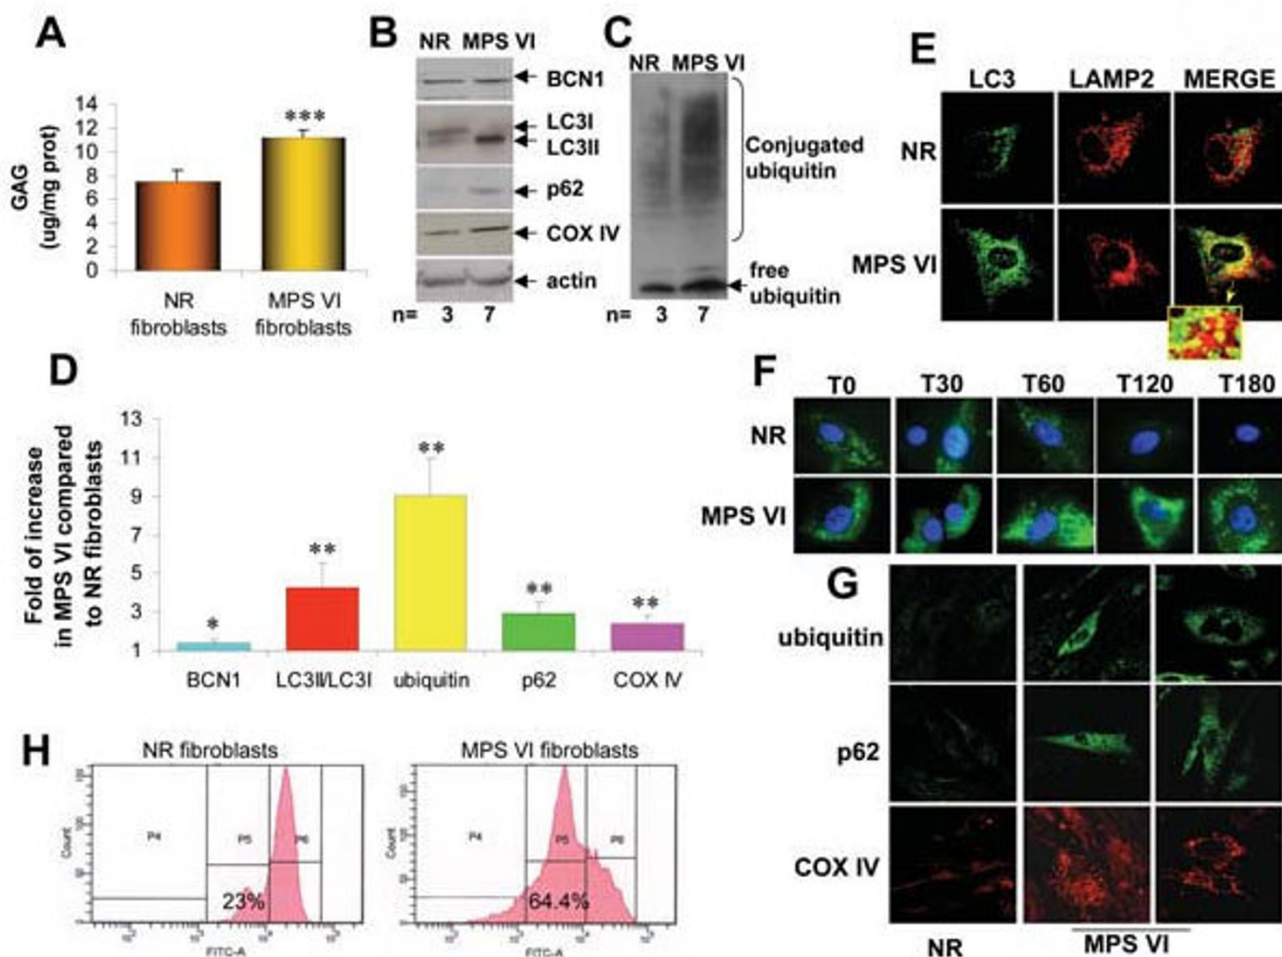 A
14
12
10
8
6
4
2
0
GAG
(ug/mg prot)
***
NR
fibroblasts
MPS VI
fibroblasts
B
NR MPS VI
BCN1
LC3I
LC3II
p62
COX IV
actin
n= 3 7
C
NR MPS VI
Conjugated
ubiquitin
free
ubiquitin
n= 3 7
D
Fold of increase
in MPS VI compared
to NR fibroblasts
13
11
9
7
5
3
1
*
**
**
**
**
BCN1 LC3II/LC3I ubiquitin p62 COX IV
E
LC3 LAMP2 MERGE
NR
MPS VI
F
T0 T30 T60 T120 T180
NR
MPS VI
G
ubiquitin
p62
COX IV
NR MPS VI
H
NR fibroblasts
Count
P4 P5 P6
23%
FITC-A
MPS VI fibroblasts
Count
P4 P5 P6
64.4%
FITC-A